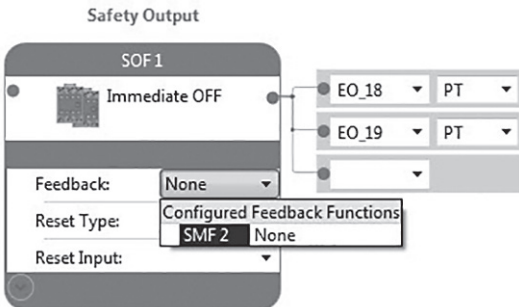 Safety Output
SOF 1
Immediate OFF
EO_18 PT
EO_19 PT
Feedback: None
Configured Feedback Functions
Reset Type: SMF 2 None
Reset Input: